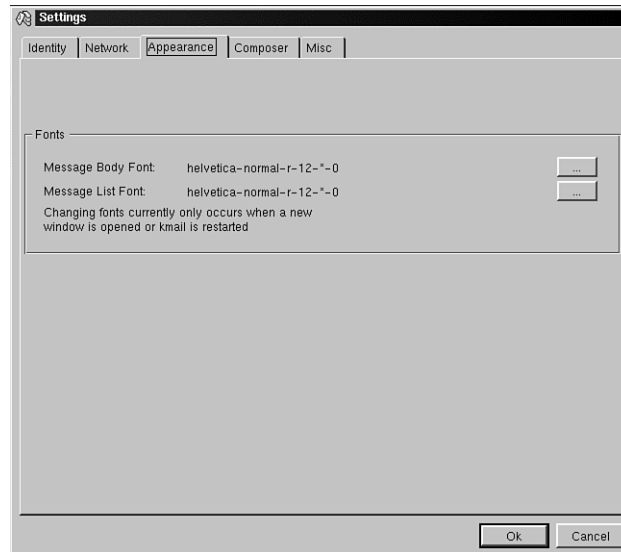 Settings
Identity Network Appearance Composer Misc
Fonts
Message Body Font: helvetica-normal-r-12-*-0 ...
Message List Font: helvetica-normal-r-12-*-0 ...
Changing fonts currently only occurs when a new
window is opened or kmail is restarted
Ok Cancel